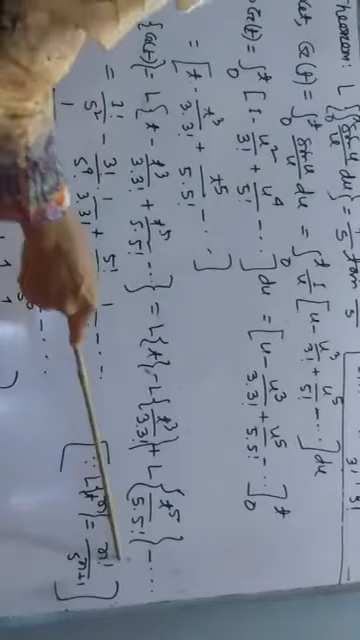 Theorem: L{∫₀ᵗ sin u/u du} = 1/s tan
Let, G(t) = ∫₀ᵗ sin u/u du = ∫₀ᵗ 1/u [u - u³/3! + u⁵/5! - ...] du
G(t) = ∫₀ᵗ [1 - u²/3! + u⁴/5! - ...] du = [u - u³/3.3! + u⁵/5.5! - ...]₀ᵗ
= [t - t³/3.3! + t⁵/5.5! - ...]
{G(t)} = L{t - t³/3.3! + t⁵/5.5! ...} = L{t} - L{t³/3.3!} + L{t⁵/5.5!} - ...
= 1!/s² - 3!/s⁴ 1/3.3! + 5! 1 - ...
[∵ L{tⁿ} = n!/sⁿ⁺¹]